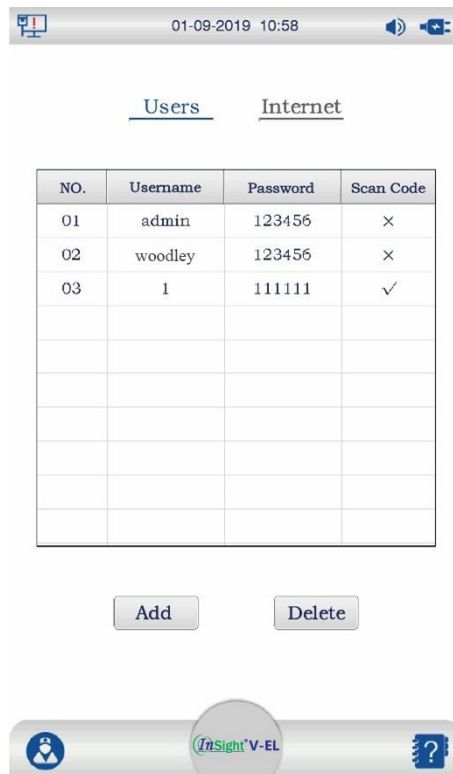 01-09-2019 10:58
Users Internet
NO. Username Password Scan Code
01 admin 123456 ×
02 woodley 123456 ×
03 1 111111 √
Add Delete
InSight V-EL
?